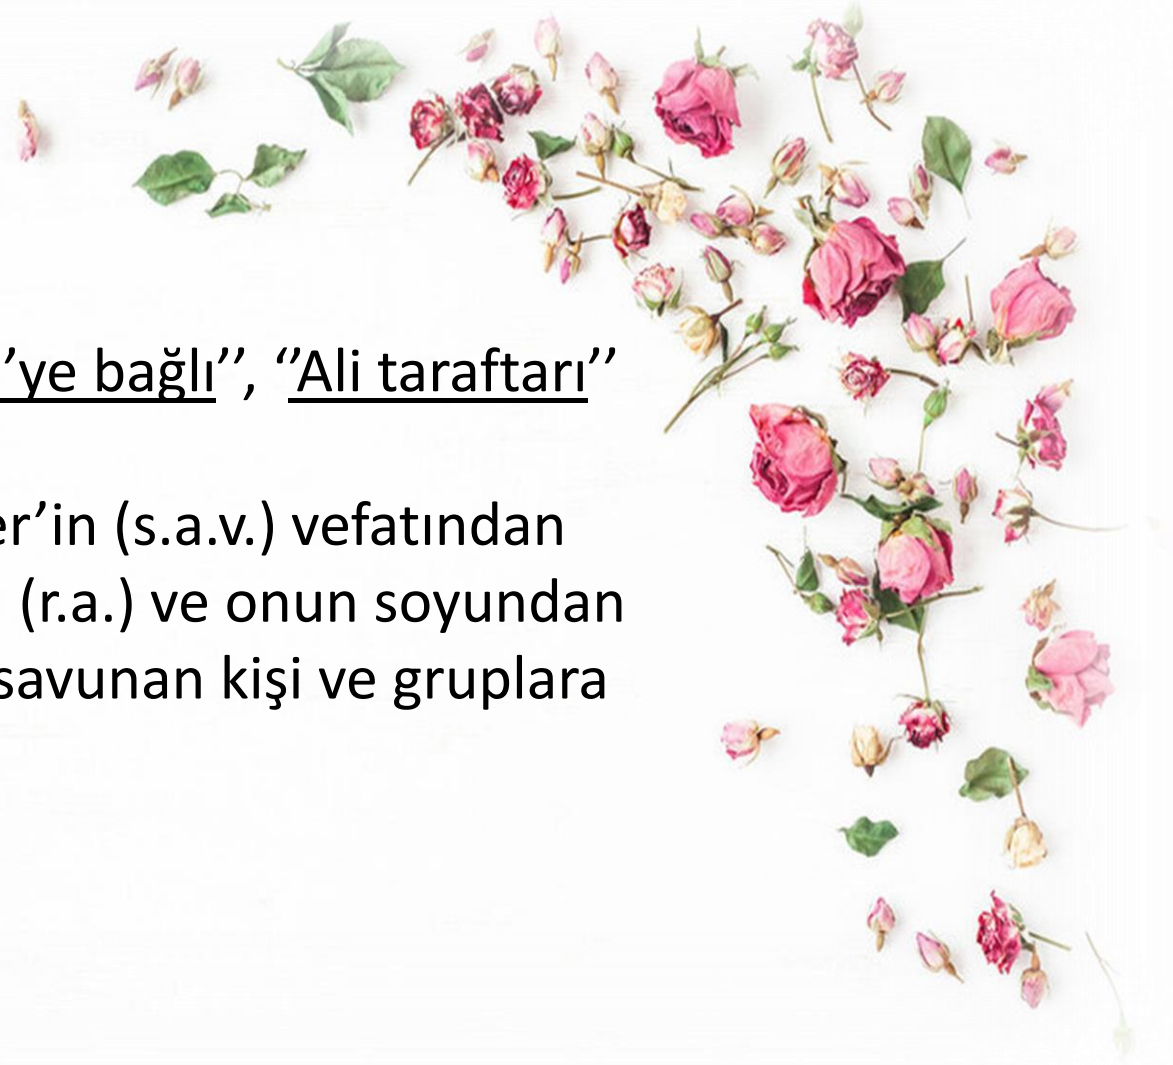 ’ye bağlı’’, ‘’Ali taraftarı’’
er’in (s.a.v.) vefatından
(r.a.) ve onun soyundan
savunan kişi ve gruplara